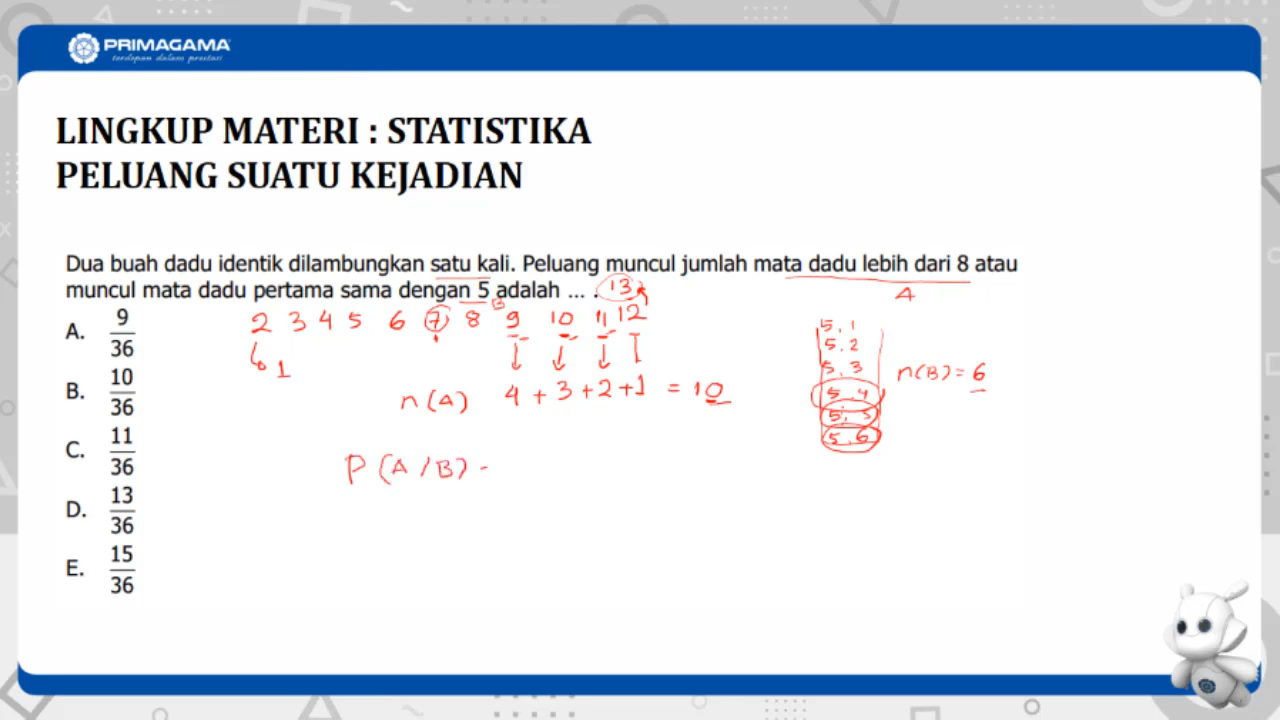 PRIMAGAMA
terdepan dalam prestasi
LINGKUP MATERI : STATISTIKA
PELUANG SUATU KEJADIAN
Dua buah dadu identik dilambungkan satu kali. Peluang muncul jumlah mata dadu lebih dari 8 atau
muncul mata dadu pertama sama dengan 5 adalah ... .
13
A
B
A. 9/36
2 3 4 5 6 7 8 9 10 11 12
1
n(A) 4 + 3 + 2 + 1 = 10
5, 1
5, 2
5, 3
5, 4
5, 5
5, 6
n(B) = 6
P(A/B) -
B. 10/36
C. 11/36
D. 13/36
E. 15/36